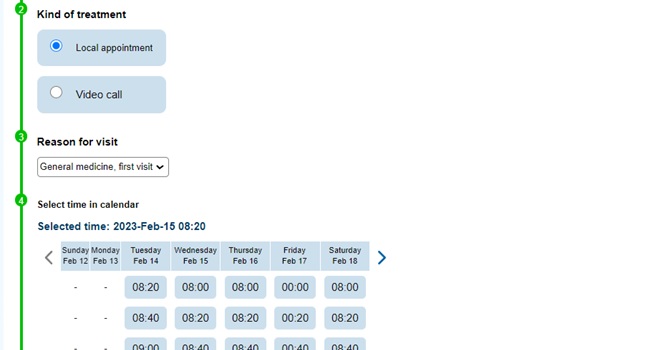 2
Kind of treatment
Local appointment
Video call
3
Reason for visit
General medicine, first visit
4
Select time in calendar
Selected time: 2023-Feb-15 08:20
Sunday Monday Tuesday Wednesday Thursday Friday Saturday
Feb 12 Feb 13 Feb 14 Feb 15 Feb 16 Feb 17 Feb 18
- - 08:20 08:00 08:00 00:00 08:00
- - 08:40 08:20 08:20 00:20 08:20
09:00 08:40 08:40 00:40 08:40